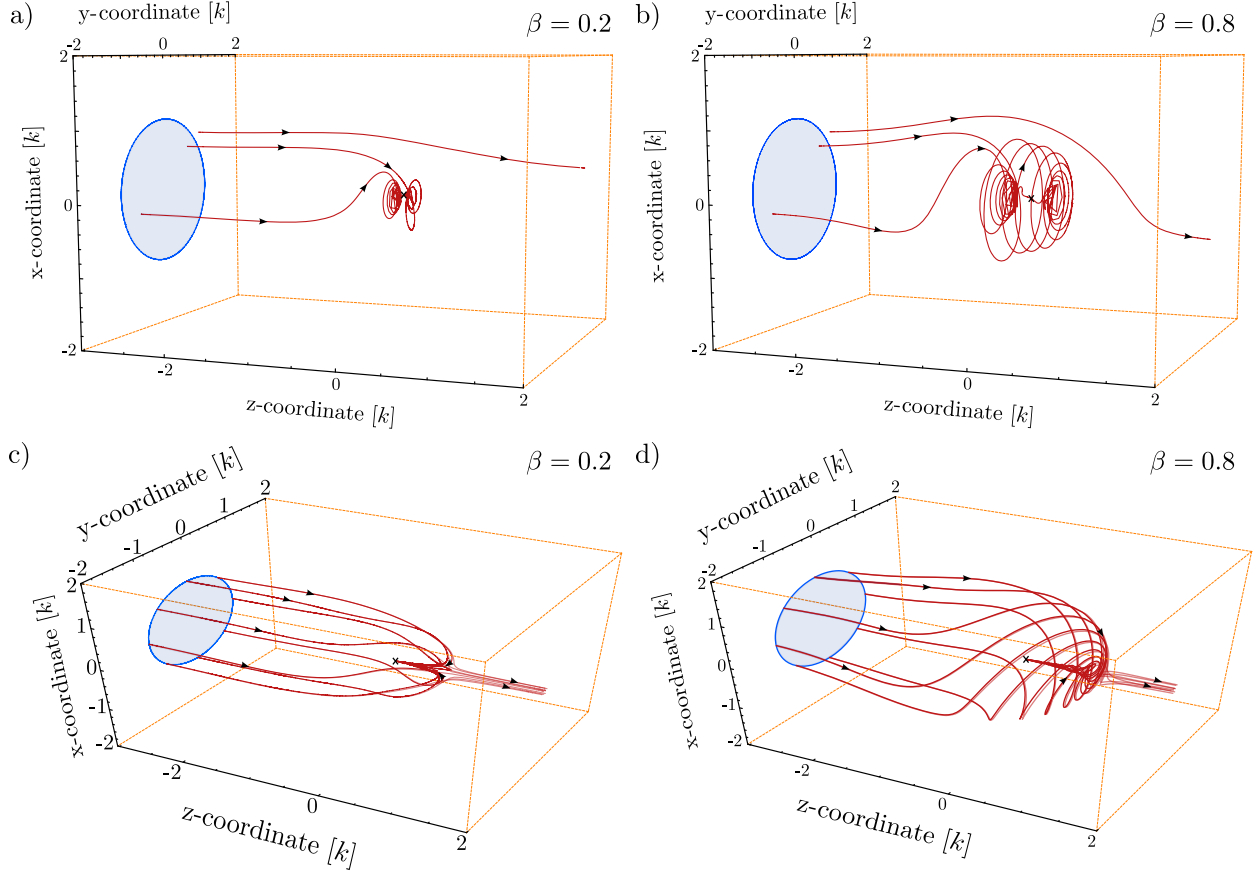 a)
y-coordinate [k]
β = 0.2
-2 0 2
2
x-coordinate [k]
0
-2
-2
0
2
z-coordinate [k]
b)
y-coordinate [k]
β = 0.8
-2 0 2
2
x-coordinate [k]
0
-2
-2
0
2
z-coordinate [k]
x
x
c)
β = 0.2
y-coordinate [k]
-2 -1 0 1 2
x-coordinate [k]
2
1
0
-1
-2
-2
0
2
z-coordinate [k]
x
d)
β = 0.8
y-coordinate [k]
-2 -1 0 1 2
x-coordinate [k]
2
1
0
-1
-2
-2
0
2
z-coordinate [k]
x